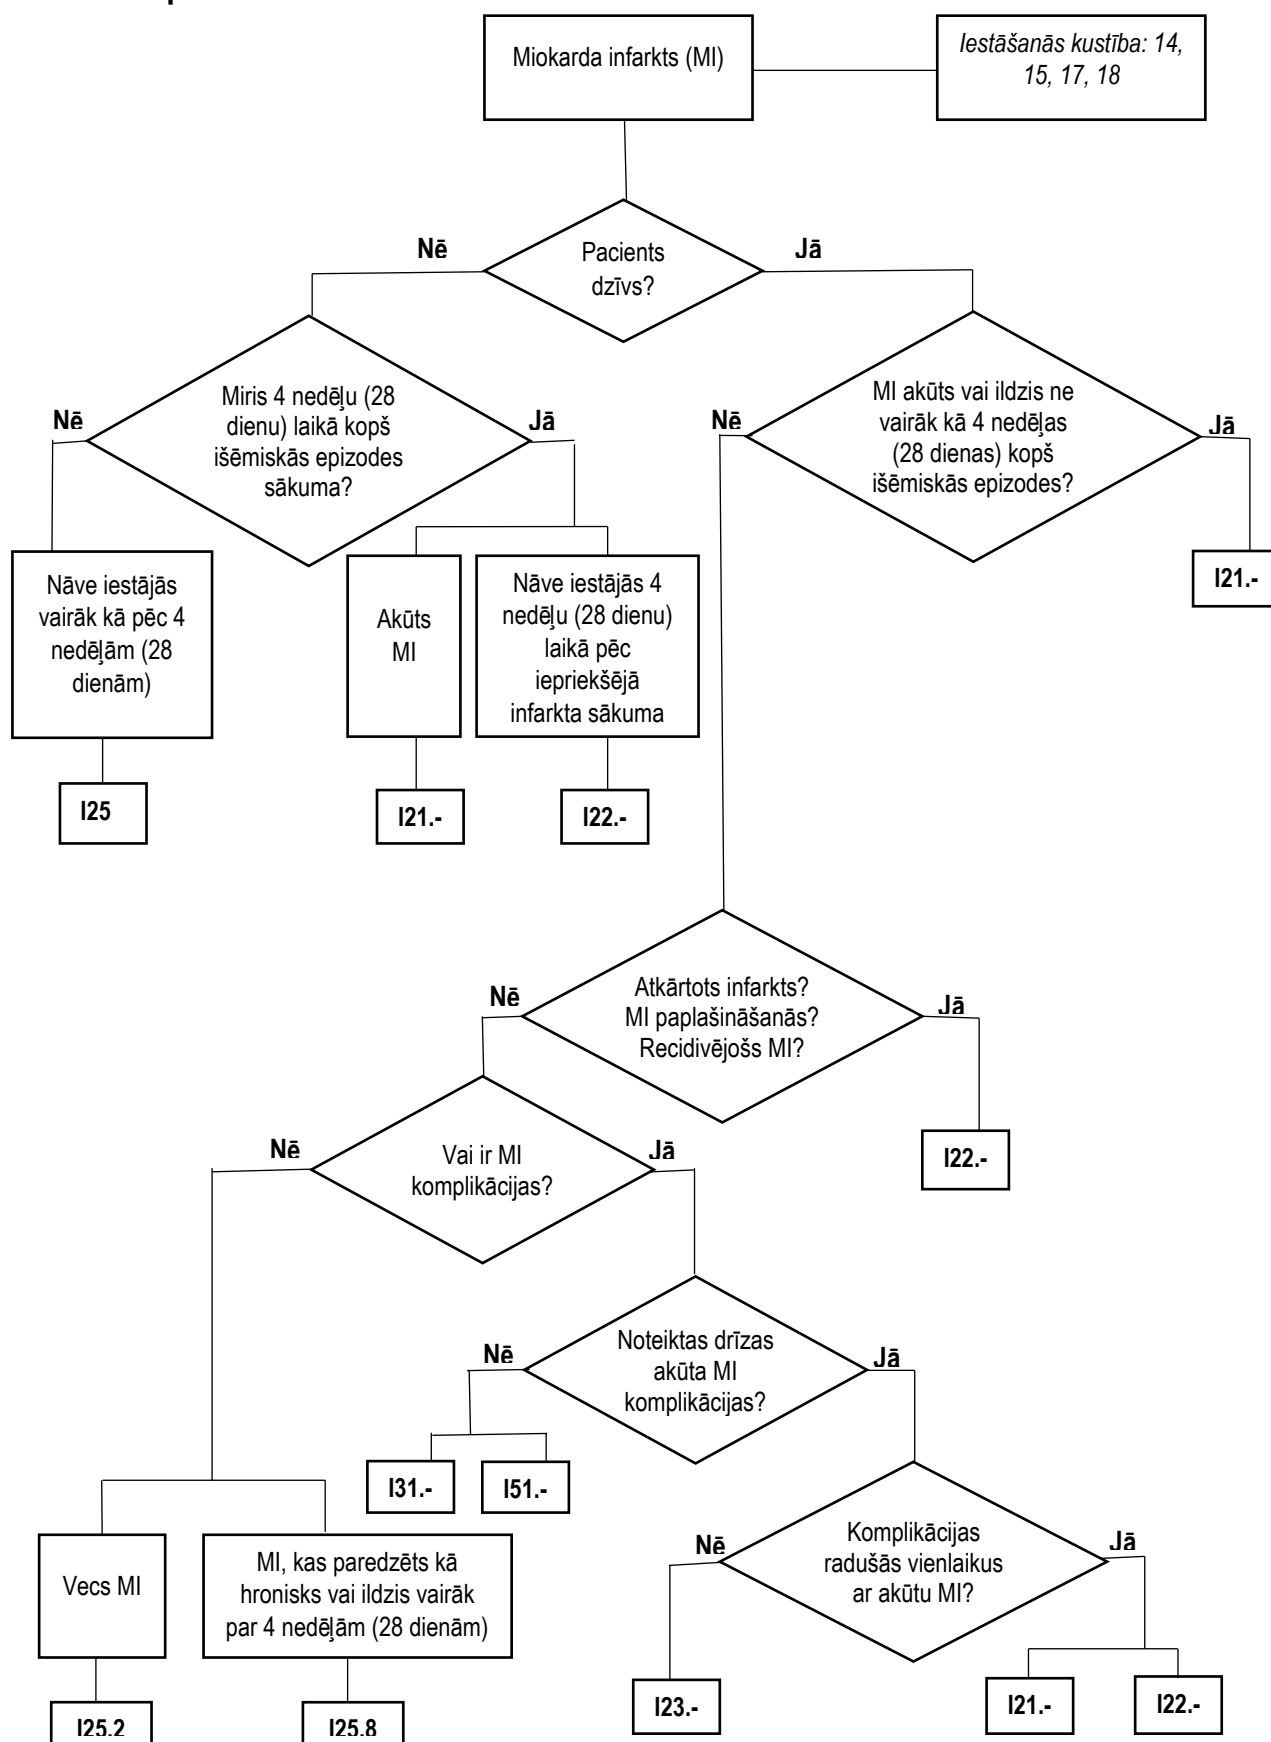 Miokarda infarkts (MI)
Iestāšanās kustība: 14,
15, 17, 18
Pacients
dzīvs?
Nē
Jā
Miris 4 nedēļu (28
dienu) laikā kopš
išēmiskās epizodes
sākuma?
Nē
Jā
MI akūts vai ildzis ne
vairāk kā 4 nedēļas
(28 dienas) kopš
išēmiskās epizodes?
Nē
Jā
Nāve iestājās
vairāk kā pēc 4
nedēļām (28
dienām)
Akūts
MI
Nāve iestājās 4
nedēļu (28 dienu)
laikā pēc
iepriekšējā
infarkta sākuma
I21.-
I25
I21.-
I22.-
Atkārtots infarkts?
MI paplašināšanās?
Recidivējošs MI?
Nē
Jā
I22.-
Vai ir MI
komplikācijas?
Nē
Jā
Noteiktas drīzas
akūta MI
komplikācijas?
Nē
Jā
I31.-
I51.-
Vecs MI
MI, kas paredzēts kā
hronisks vai ildzis vairāk
par 4 nedēļām (28 dienām)
Komplikācijas
radušās vienlaikus
ar akūtu MI?
Nē
Jā
I25.2
I25.8
I23.-
I21.-
I22.-